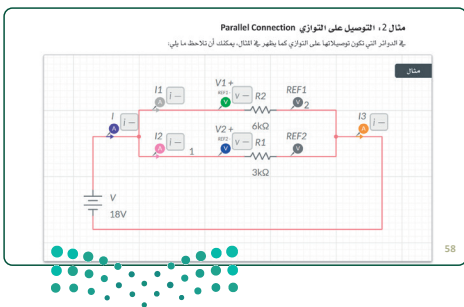 مثال 2، التوصيل على التوازي Parallel Connection
في الدوائر التي تكون توصيلاتها على التوازي كما يظهر في المثال، يمكنك أن تلاحظ ما يلي:
مثال
I1 i — V1 + REF1- V v — R2 REF1 V 2
A
I A i — 6kΩ I3 A i —
I2 A i — 1 V2 + REF2- V v — R1 REF2 V
3kΩ
V
18V
58